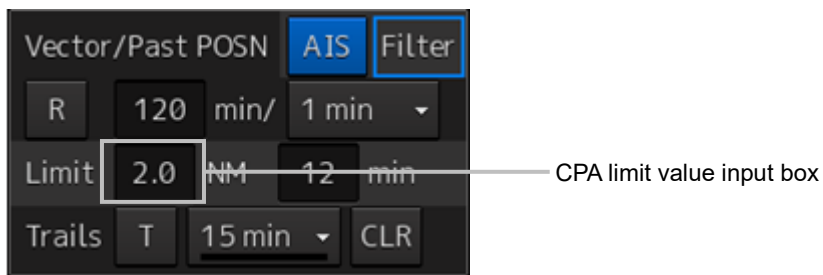 Vector/Past POSN AIS Filter
R 120 min/ 1 min
Limit 2.0 NM 12 min
CPA limit value input box
Trails T 15 min CLR